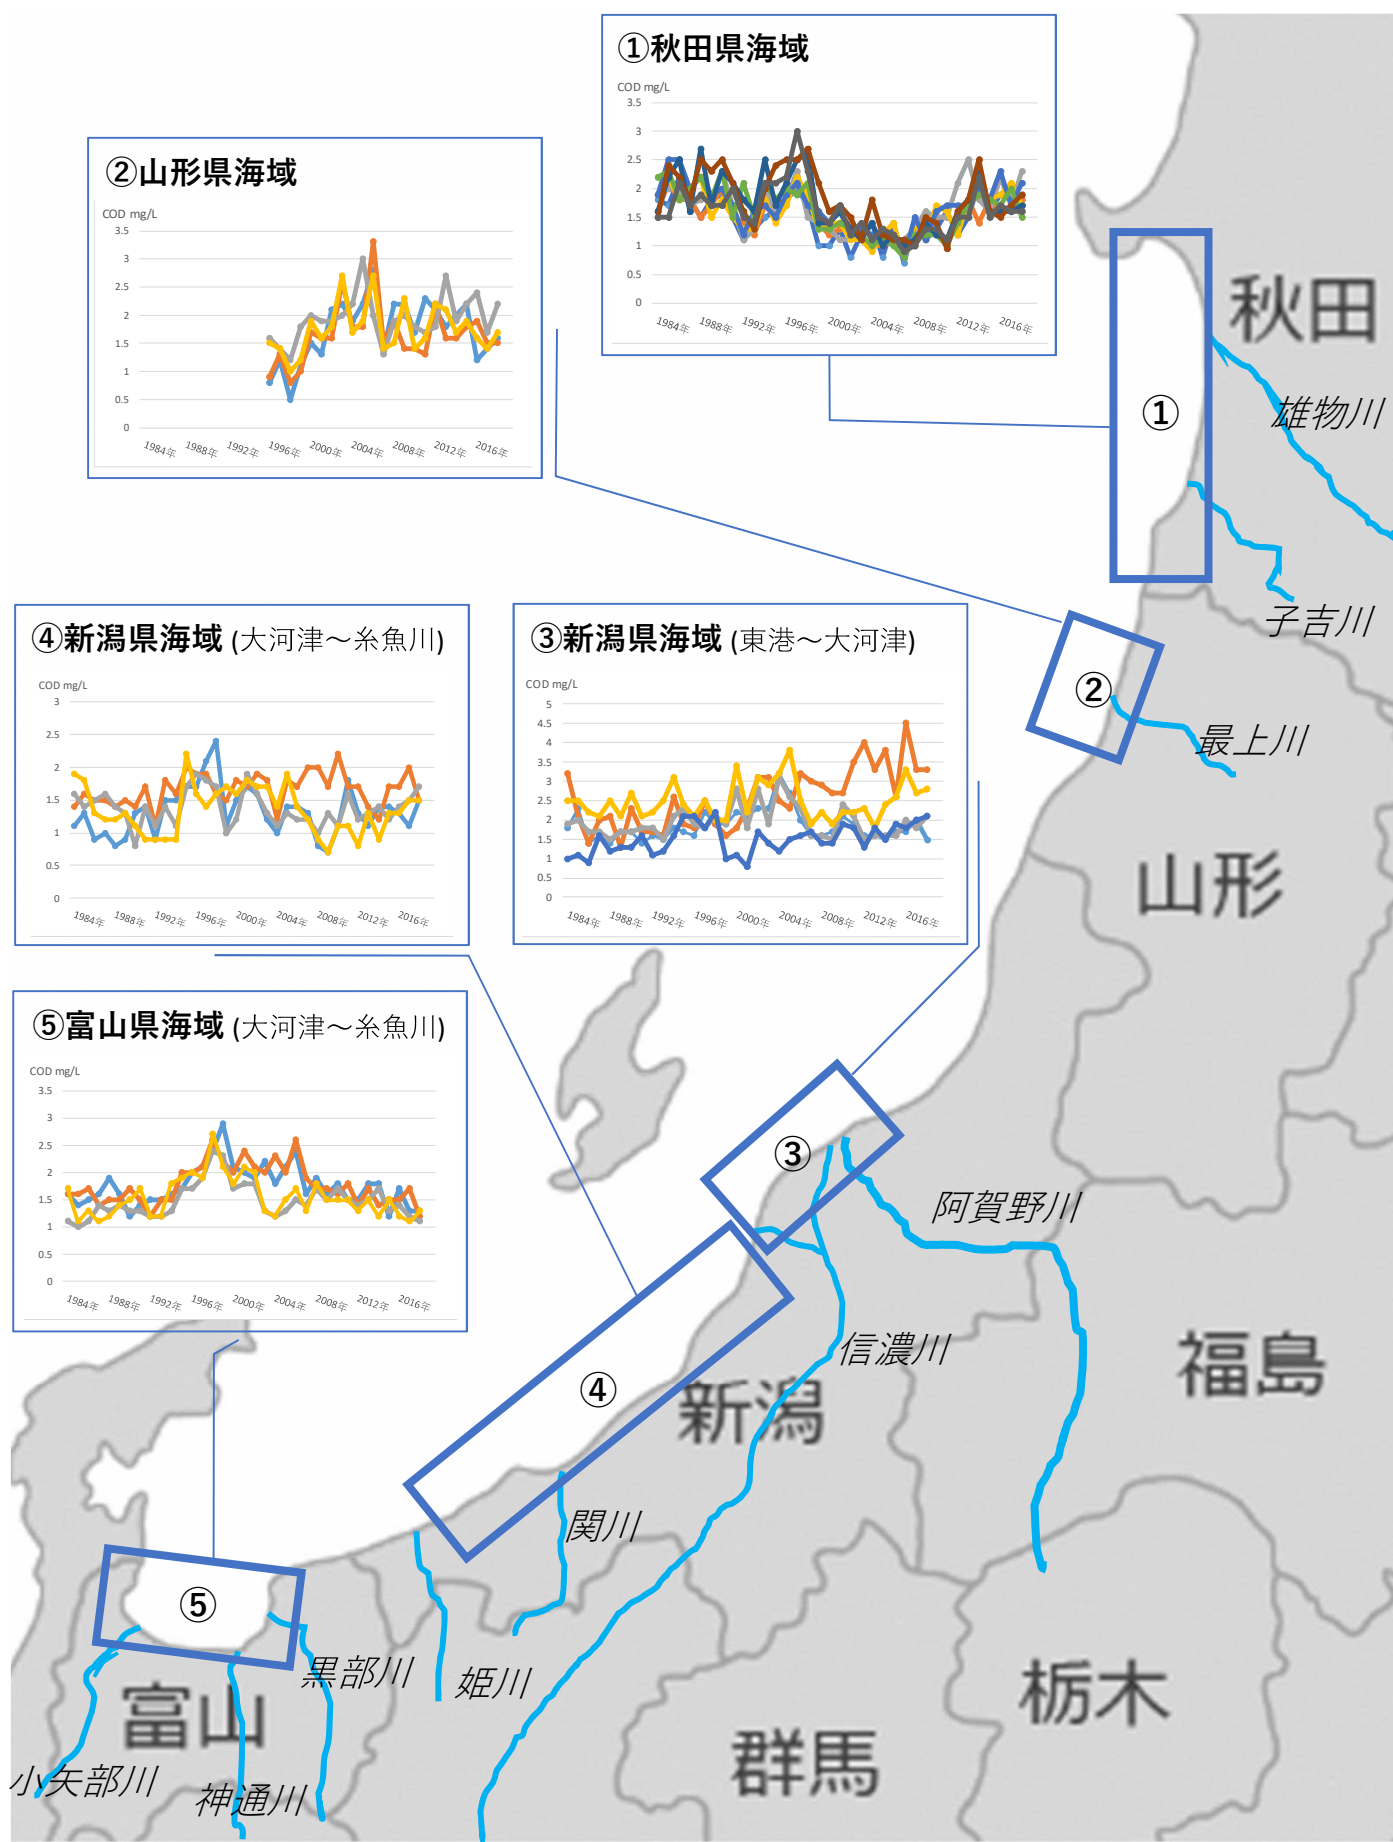 ①秋田県海域
COD mg/L
3.5
3
2.5
2
1.5
1
0.5
0
1984年 1988年 1992年 1996年 2000年 2004年 2008年 2012年 2016年
②山形県海域
COD mg/L
3.5
3
2.5
2
1.5
1
0.5
0
1984年 1988年 1992年 1996年 2000年 2004年 2008年 2012年 2016年
④新潟県海域 (大河津～糸魚川)
COD mg/L
3
2.5
2
1.5
1
0.5
0
1984年 1988年 1992年 1996年 2000年 2004年 2008年 2012年 2016年
③新潟県海域 (東港～大河津)
COD mg/L
5
4.5
4
3.5
3
2.5
2
1.5
1
0.5
0
1984年 1988年 1992年 1996年 2000年 2004年 2008年 2012年 2016年
⑤富山県海域 (大河津～糸魚川)
COD mg/L
3.5
3
2.5
2
1.5
1
0.5
0
1984年 1988年 1992年 1996年 2000年 2004年 2008年 2012年 2016年
秋田
①
雄物川
子吉川
②
最上川
山形
③
阿賀野川
信濃川
福島
④
新潟
関川
⑤
黒部川
姫川
富山
栃木
群馬
小矢部川
神通川